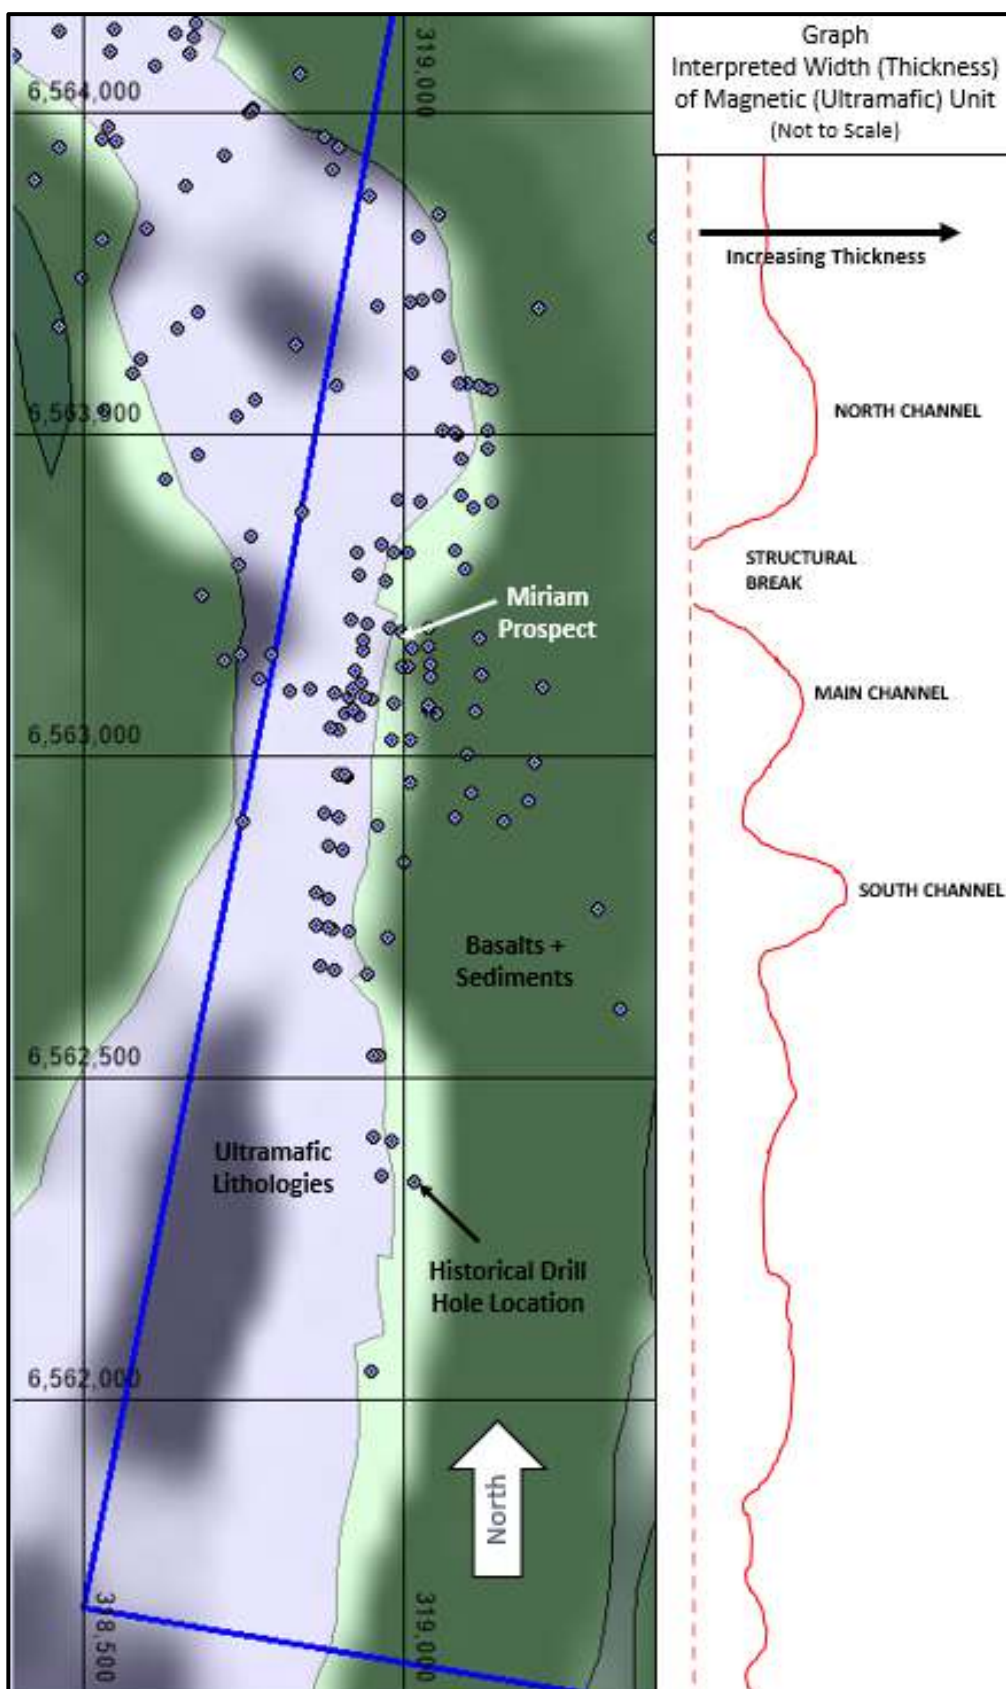 Graph
Interpreted Width (Thickness)
of Magnetic (Ultramafic) Unit
(Not to Scale)
319,000
6,564,000
Increasing Thickness
6,563,900
NORTH CHANNEL
STRUCTURAL
BREAK
Miriam
Prospect
MAIN CHANNEL
6,563,000
SOUTH CHANNEL
Basalts +
Sediments
6,562,500
Ultramafic
Lithologies
Historical Drill
Hole Location
6,562,000
North
318,500
319,000